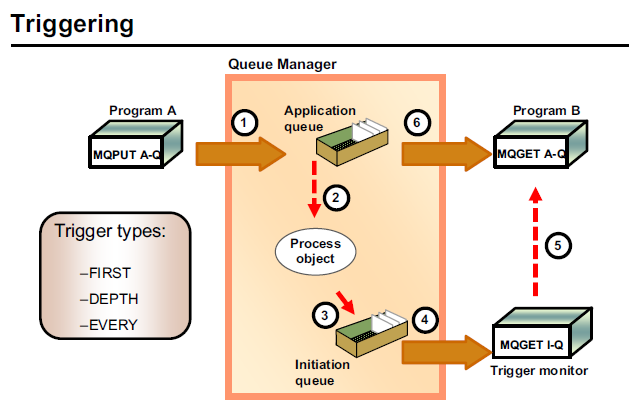 Triggering
Queue Manager
Program A
MQPUT A-Q
1
Application
queue
6
Program B
MQGET A-Q
2
Process
object
Trigger types:
–FIRST
–DEPTH
–EVERY
3
4
5
Initiation
queue
MQGET I-Q
Trigger monitor